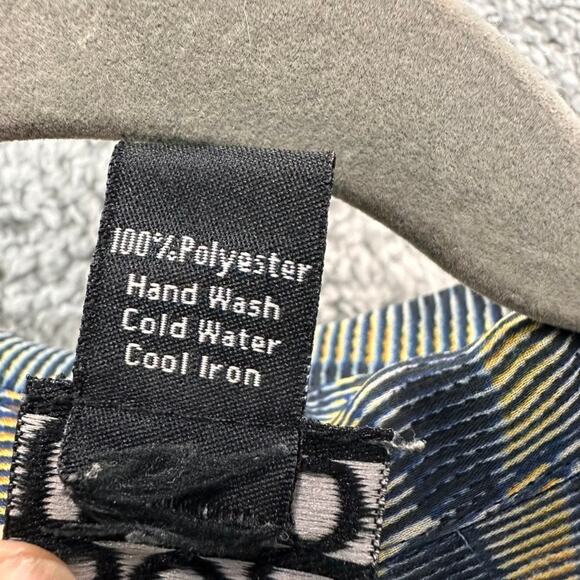 100%Polyester
Hand Wash
Cold Water
Cool Iron